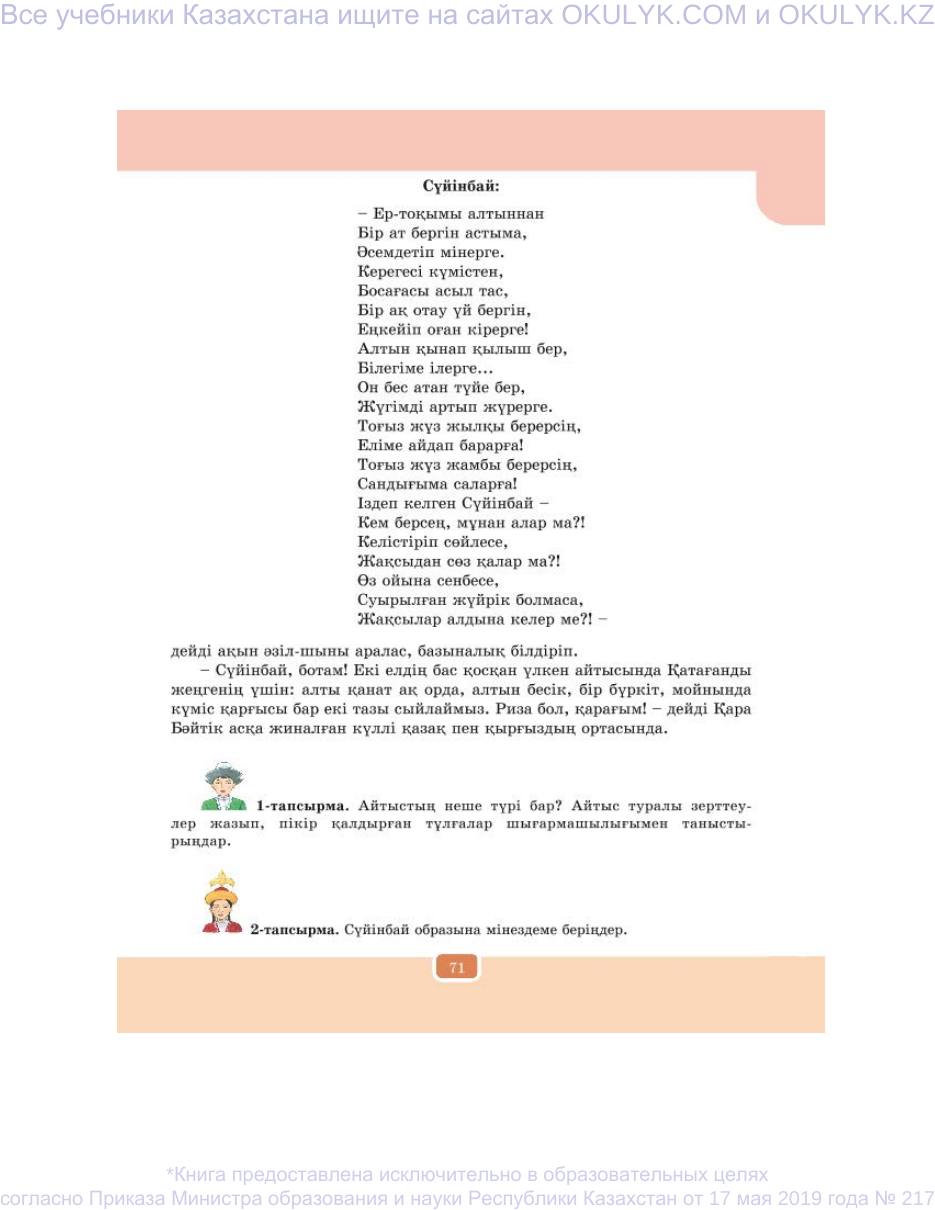 Все учебники Казахстана ищите на сайтах OKULYK.COM и OKULYK.KZ
Сүйінбай:
– Ер-тоқымы алтыннан
Бір ат бергін астыма,
Әсемдетіп мінерге.
Керегесі күмістен,
Босағасы асыл тас,
Бір ақ отау үй бергін,
Еңкейіп оған кірерге!
Алтын қынап қылыш бер,
Білегіме ілерге...
Он бес атан түйе бер,
Жүгімді артып жүрерге.
Тоғыз жүз жылқы берерсің,
Еліме айдап барарға!
Тоғыз жүз жамбы берерсің,
Сандығыма саларға!
Іздеп келген Сүйінбай –
Кем берсең, мұнан алар ма?!
Келістіріп сөйлесе,
Жақсыдан сөз қалар ма?!
Өз ойына сенбесе,
Суырылған жүйрік болмаса,
Жақсылар алдына келер ме?! –
дейді ақын әзіл-шыны аралас, базыналық білдіріп.
– Сүйінбай, ботам! Екі елдің бас қосқан үлкен айтысында Қатағанды
жеңгенің үшін: алты қанат ақ орда, алтын бесік, бір бүркіт, мойнында
күміс қарғысы бар екі тазы сыйлаймыз. Риза бол, қарағым! – дейді Қара
Бәйтік асқа жиналған күллі қазақ пен қырғыздың ортасында.
1-тапсырма. Айтыстың неше түрі бар? Айтыс туралы зерттеу-
лер жазып, пікір қалдырған тұлғалар шығармашылығымен танысты-
рыңдар.
2-тапсырма. Сүйінбай образына мінездеме беріңдер.
71
*Книга предоставлена исключительно в образовательных целях
согласно Приказа Министра образования и науки Республики Казахстан от 17 мая 2019 года № 217